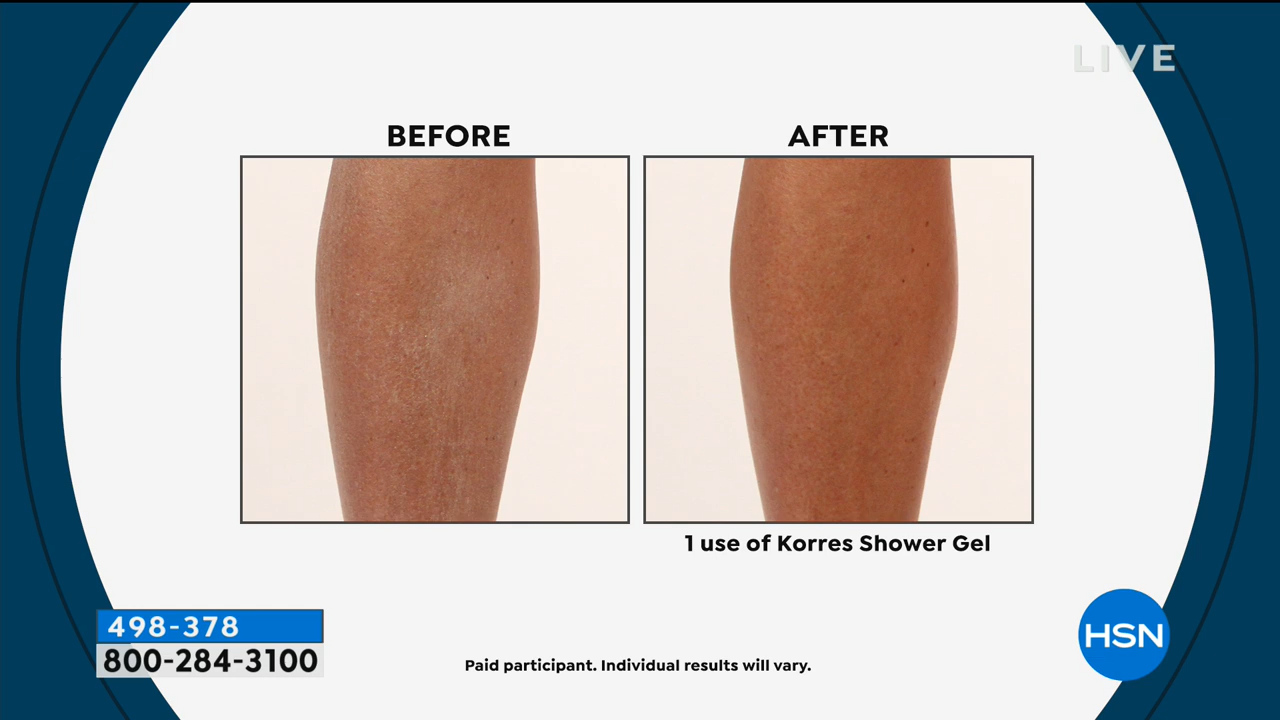 LIVE
BEFORE
AFTER
1 use of Korres Shower Gel
498-378
800-284-3100
Paid participant. Individual results will vary.
HSN